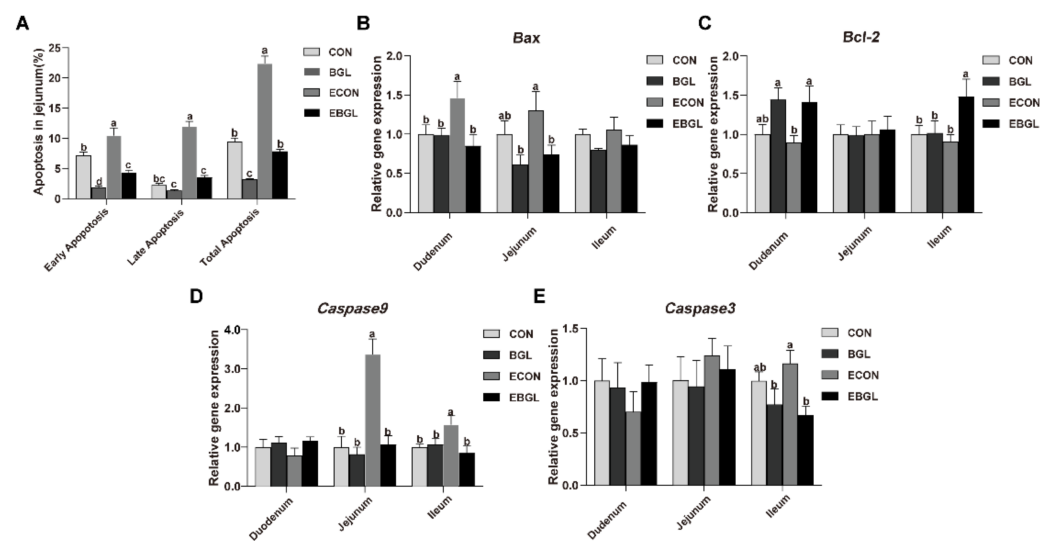 A
Apoptosis in jejunum(%)
25
20
15
10
5
0
b
d
a
c
bc
c
a
c
b
c
a
b
Early Apopotosis
Late Apoptosis
Total Apoptosis
CON
BGL
ECON
EBGL
B
Bax
Relative gene expression
2.0
1.5
1.0
0.5
0.0
b
b
a
b
ab
b
a
b
Dudenum
Jejunum
Ileum
CON
BGL
ECON
EBGL
C
Bcl-2
Relative gene expression
2.0
1.5
1.0
0.5
0.0
ab
a
b
a
b
b
b
a
Dudenum
Jejunum
Ileum
CON
BGL
ECON
EBGL
D
Caspase9
Relative gene expression
4.0
3.0
2.0
1.0
0.0
b
b
a
b
b
b
a
b
Duodenum
Jejunum
Ileum
CON
BGL
ECON
EBGL
E
Caspase3
Relative gene expression
1.5
1.0
0.5
0.0
ab
b
a
b
Dudenum
Jejunum
Ileum
CON
BGL
ECON
EBGL